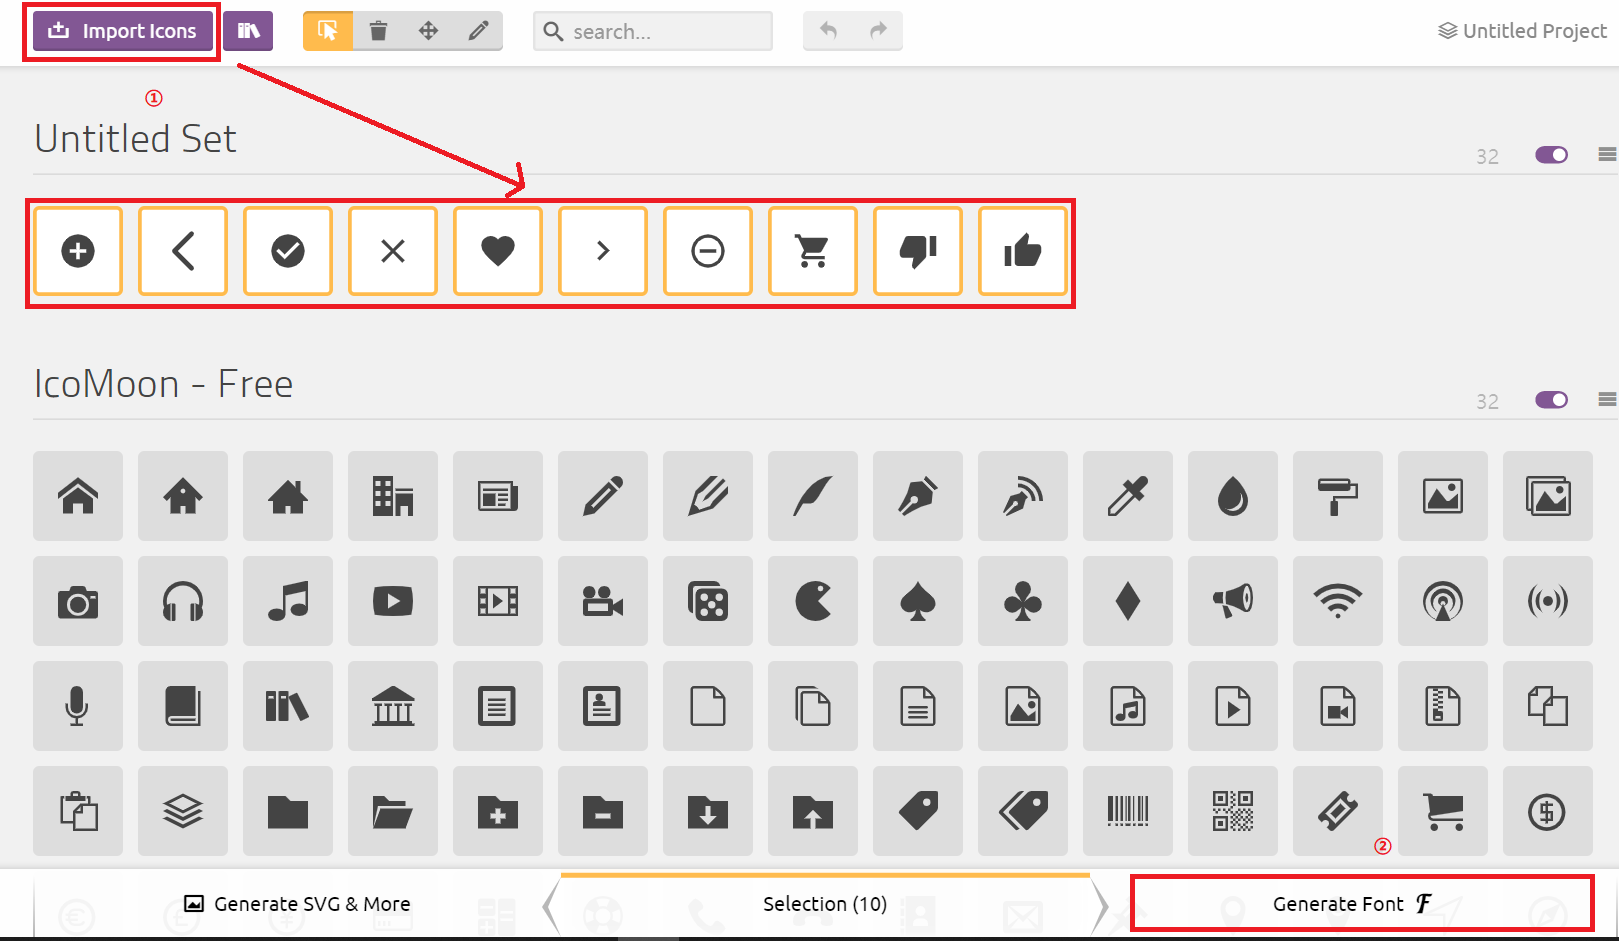 Import Icons
search...
Untitled Project
①
Untitled Set
32
IcoMoon - Free
32
②
Generate SVG & More
Selection (10)
Generate Font